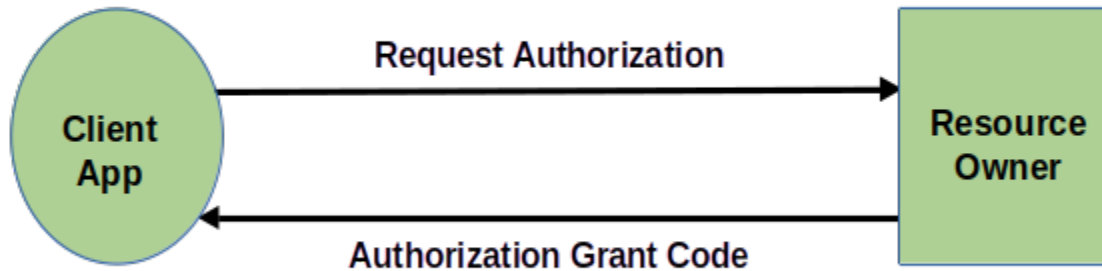 Request Authorization
Client
App
Resource
Owner
Authorization Grant Code